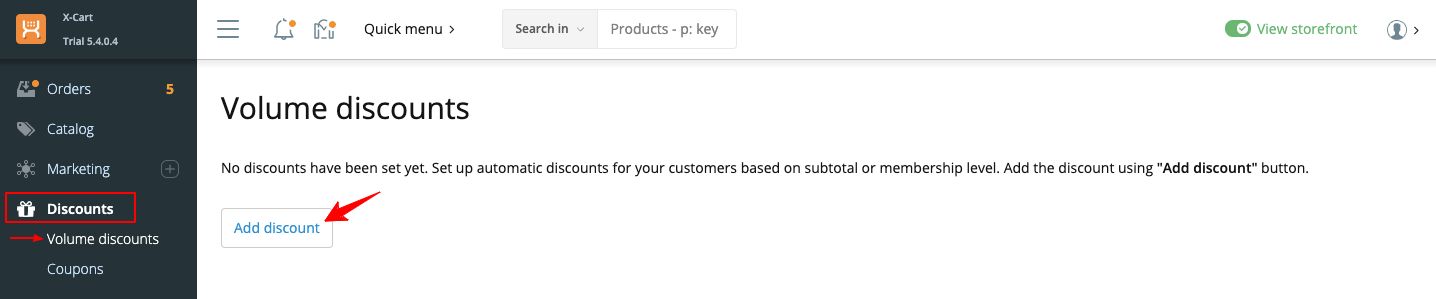 X-Cart
Trial 5.4.0.4
Quick menu
Search in
Products - p: key
View storefront
Orders 5
Catalog
Marketing
Discounts
Volume discounts
Coupons
Volume discounts
No discounts have been set yet. Set up automatic discounts for your customers based on subtotal or membership level. Add the discount using "Add discount" button.
Add discount